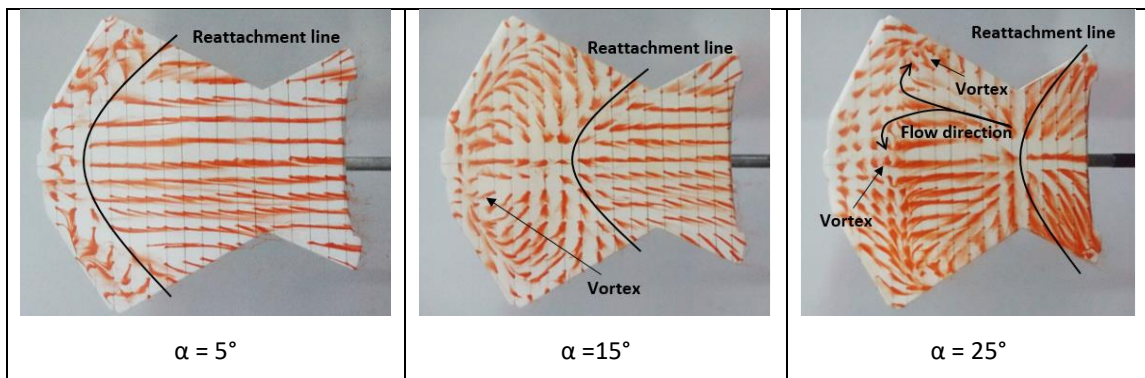 Reattachment line
α = 5°
Reattachment line
Vortex
α =15°
Reattachment line
Vortex
Flow direction
Vortex
α = 25°